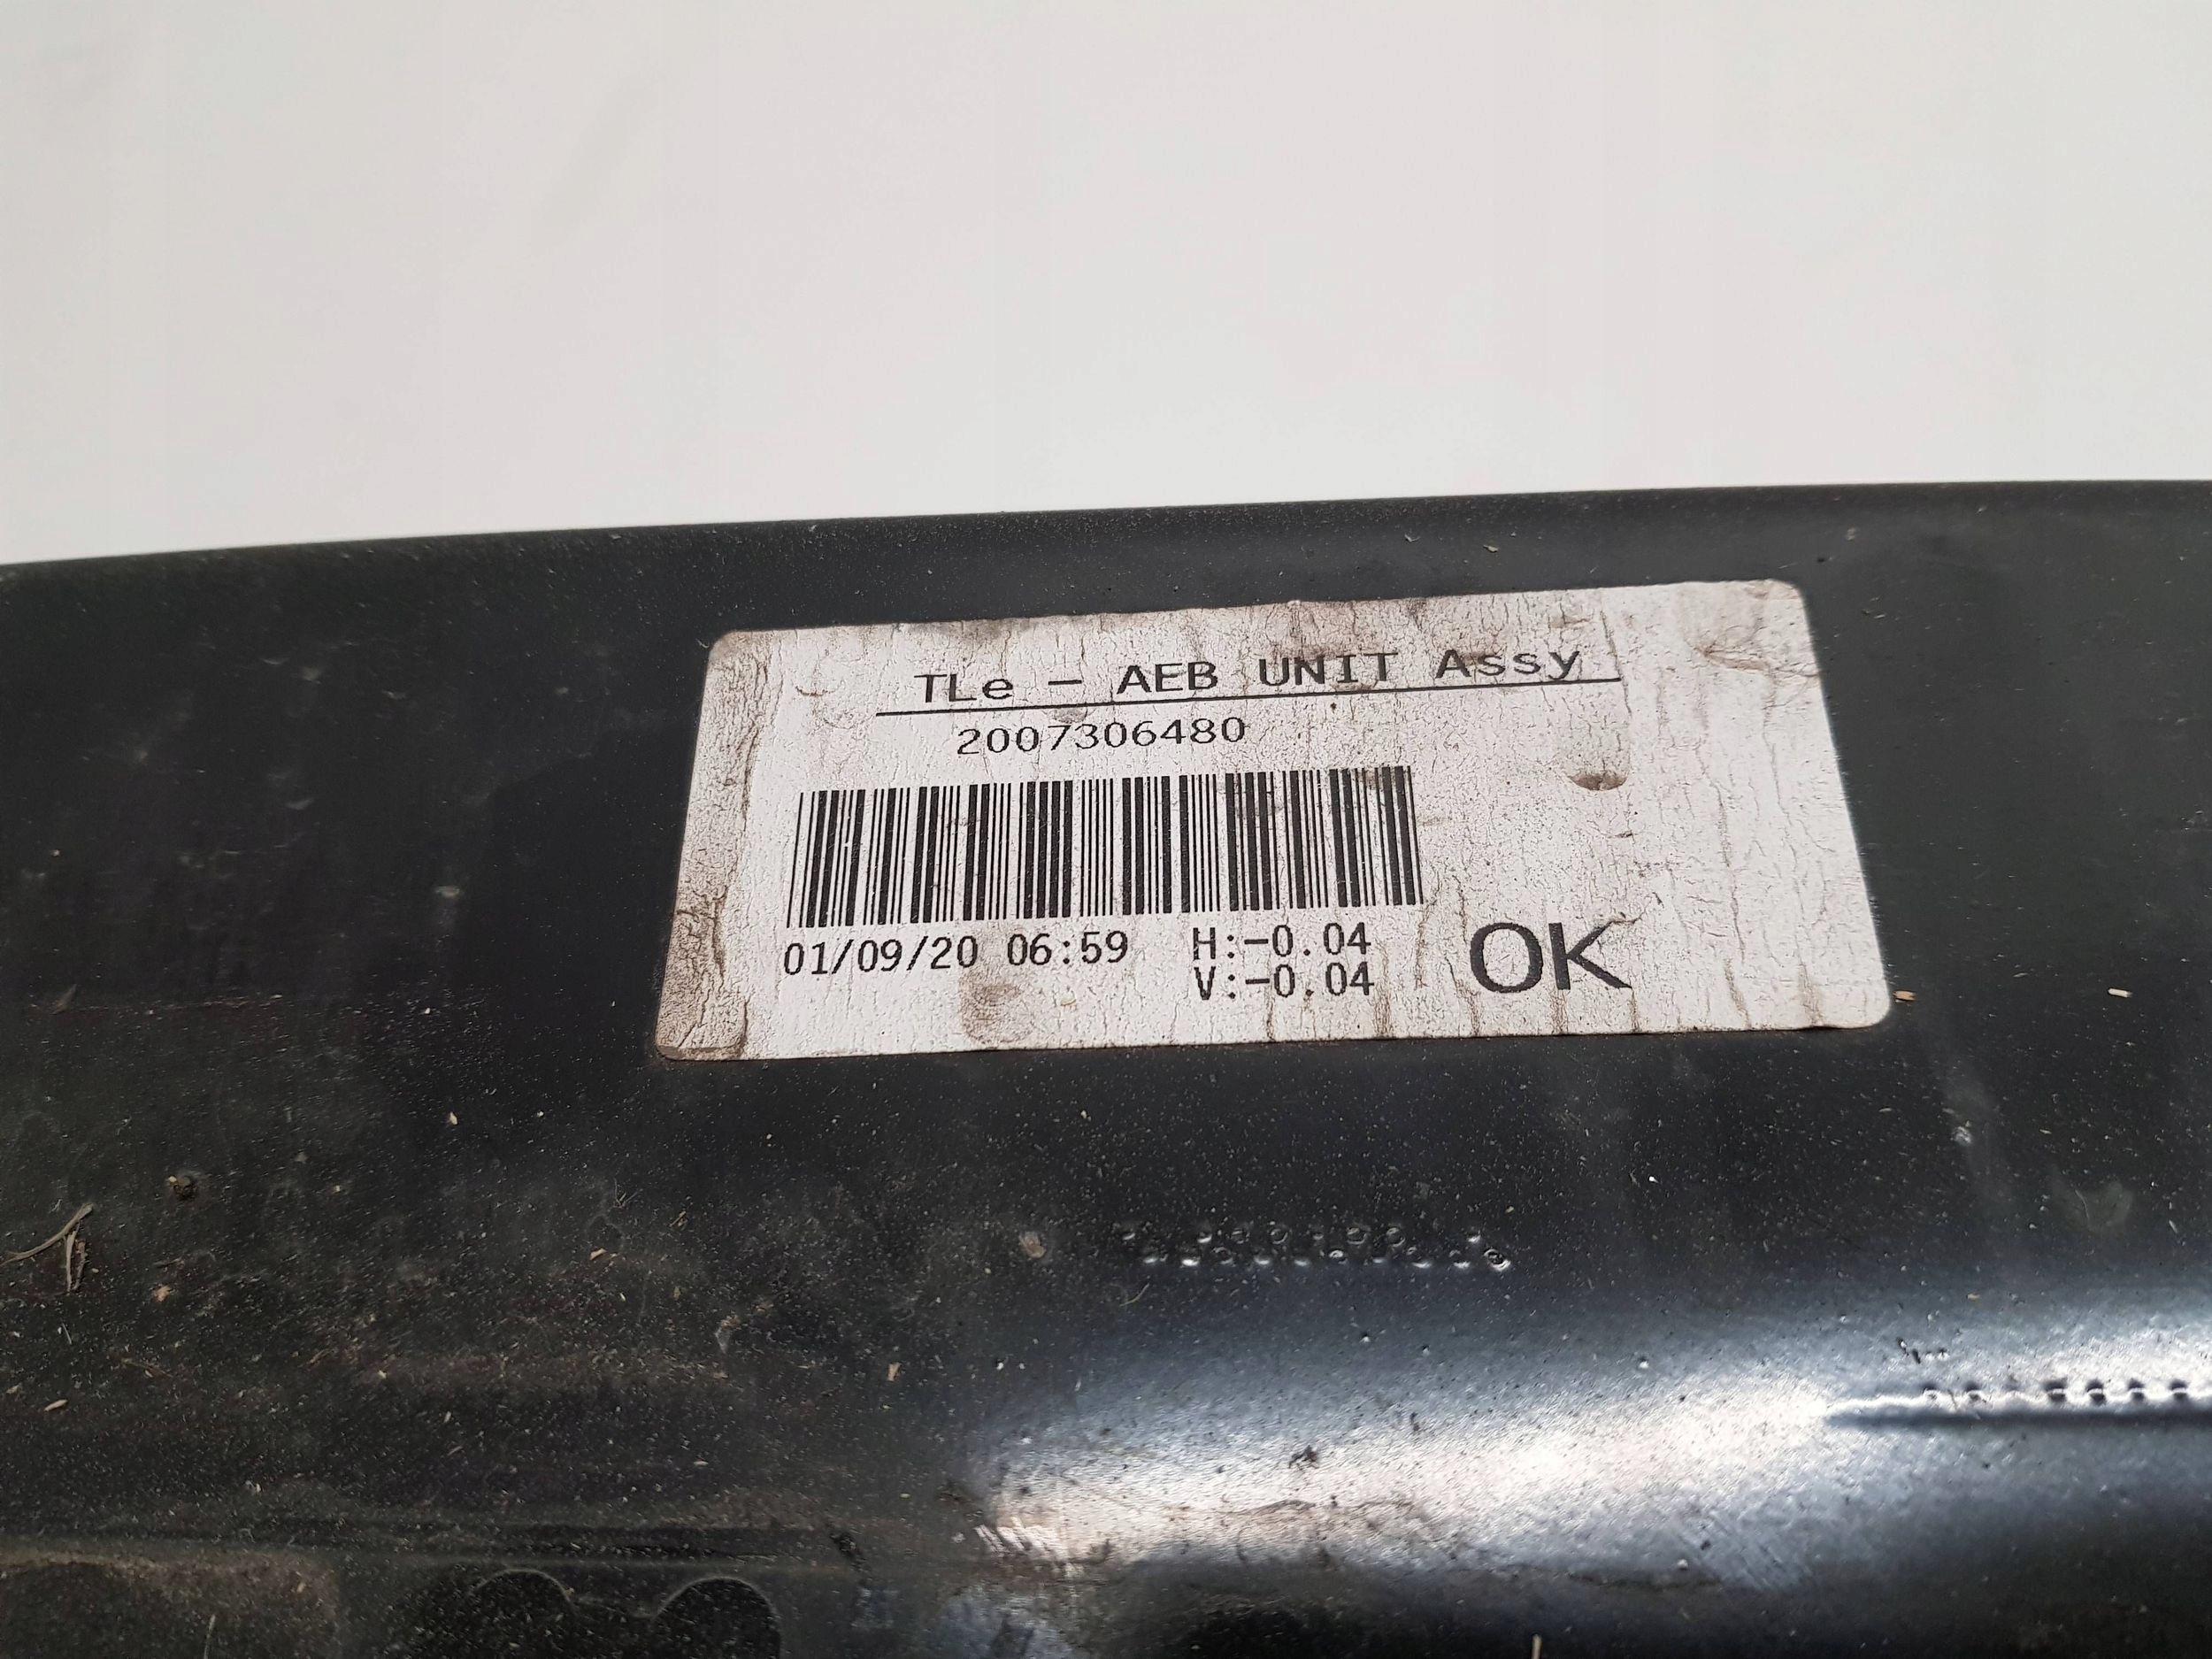 TLe - AEB UNIT Assy
2007306480
01/09/20 06:59 H:-0.04
V:-0.04
OK